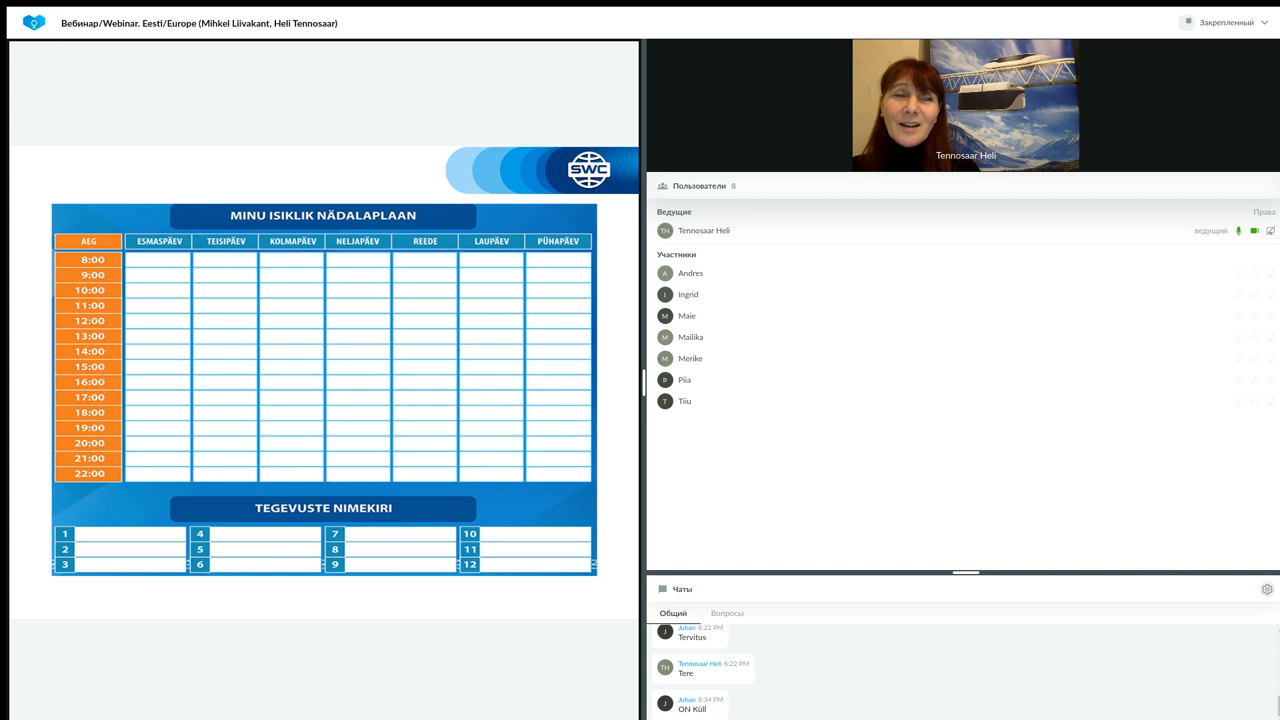 Вебинар/Webinar. Eesti/Europe (Mihkel Liivakant, Heli Tennosaar)
Закрепленный
SWC
MINU ISIKLIK NÄDALAPLAAN
AEG ESMASPÄEV TEISIPÄEV KOLMAPÄEV NELJAPÄEV REEDE LAUPÄEV PÜHAPÄEV
8:00
9:00
10:00
11:00
12:00
13:00
14:00
15:00
16:00
17:00
18:00
19:00
20:00
21:00
22:00
TEGEVUSTE NIMEKIRI
1 4 7 10
2 5 8 11
3 6 9 12
Tennosaar Heli
Пользователи 8
Ведущие Права
TH Tennosaar Heli ведущий
Участники
A Andres
I Ingrid
M Maie
M Mailika
M Merike
P Piia
T Tiiu
Чаты
Общий Вопросы
J Juhan 8:22 PM
Tervitus
TH Tennosaar Heli 8:22 PM
Tere
J Juhan 8:34 PM
ON Küll